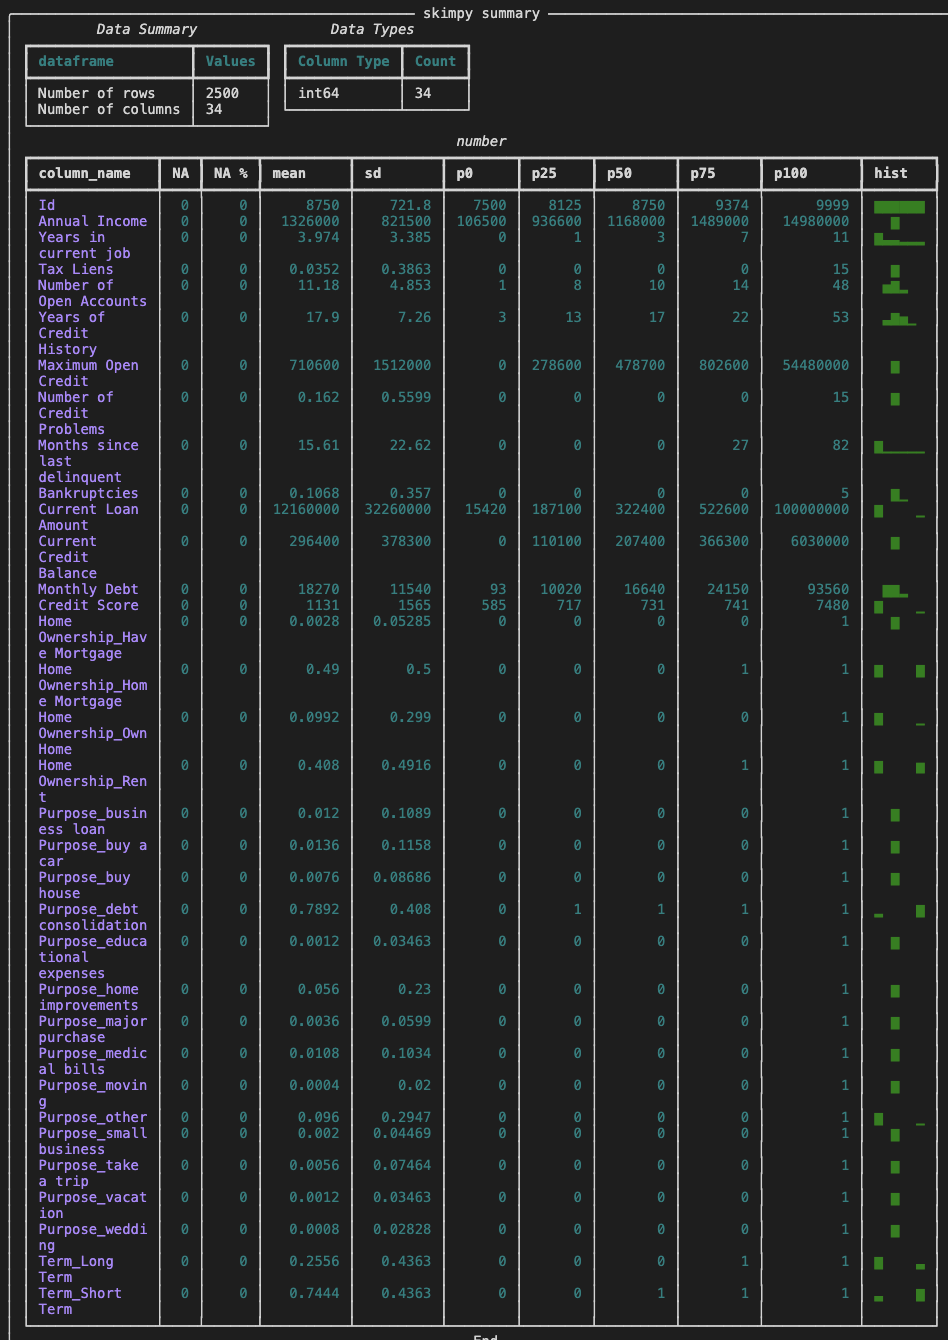 skimpy summary
Data Summary Data Types
dataframe Values Column Type Count
Number of rows 2500 int64 34
Number of columns 34
number
column_name NA NA % mean sd p0 p25 p50 p75 p100 hist
Id 0 0 8750 721.8 7500 8125 8750 9374 9999
Annual Income 0 0 1326000 821500 106500 936600 1168000 1489000 14980000
Years in 0 0 3.974 3.385 0 1 3 7 11
current job
Tax Liens 0 0 0.0352 0.3863 0 0 0 0 15
Number of 0 0 11.18 4.853 1 8 10 14 48
Open Accounts
Years of 0 0 17.9 7.26 3 13 17 22 53
Credit
History
Maximum Open 0 0 710600 1512000 0 278600 478700 802600 54480000
Credit
Number of 0 0 0.162 0.5599 0 0 0 0 15
Credit
Problems
Months since 0 0 15.61 22.62 0 0 0 27 82
last
delinquent
Bankruptcies 0 0 0.1068 0.357 0 0 0 0 5
Current Loan 0 0 12160000 32260000 15420 187100 322400 522600 100000000
Amount
Current 0 0 296400 378300 0 110100 207400 366300 6030000
Credit
Balance
Monthly Debt 0 0 18270 11540 93 10020 16640 24150 93560
Credit Score 0 0 1131 1565 585 717 731 741 7480
Home 0 0 0.0028 0.05285 0 0 0 0 1
Ownership_Hav
e Mortgage
Home 0 0 0.49 0.5 0 0 0 1 1
Ownership_Hom
e Mortgage
Home 0 0 0.0992 0.299 0 0 0 0 1
Ownership_Own
Home
Home 0 0 0.408 0.4916 0 0 0 1 1
Ownership_Ren
t
Purpose_busin 0 0 0.012 0.1089 0 0 0 0 1
ess loan
Purpose_buy a 0 0 0.0136 0.1158 0 0 0 0 1
car
Purpose_buy 0 0 0.0076 0.08686 0 0 0 0 1
house
Purpose_debt 0 0 0.7892 0.408 0 1 1 1 1
consolidation
Purpose_educa 0 0 0.0012 0.03463 0 0 0 0 1
tional
expenses
Purpose_home 0 0 0.056 0.23 0 0 0 0 1
improvements
Purpose_major 0 0 0.0036 0.0599 0 0 0 0 1
purchase
Purpose_medic 0 0 0.0108 0.1034 0 0 0 0 1
al bills
Purpose_movin 0 0 0.0004 0.02 0 0 0 0 1
g
Purpose_other 0 0 0.096 0.2947 0 0 0 0 1
Purpose_small 0 0 0.002 0.04469 0 0 0 0 1
business
Purpose_take 0 0 0.0056 0.07464 0 0 0 0 1
a trip
Purpose_vacat 0 0 0.0012 0.03463 0 0 0 0 1
ion
Purpose_weddi 0 0 0.0008 0.02828 0 0 0 0 1
ng
Term_Long 0 0 0.2556 0.4363 0 0 0 1 1
Term
Term_Short 0 0 0.7444 0.4363 0 0 1 1 1
Term
End